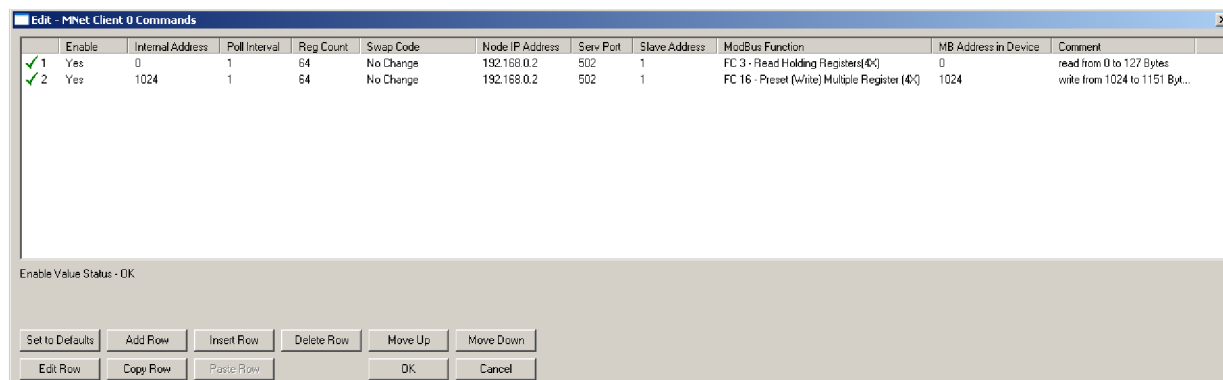 Edit - MNet Client 0 Commands
Enable Internal Address Poll Interval Reg Count Swap Code Node IP Address Serv Port Slave Address ModBus Function MB Address in Device Comment
1 Yes 0 1 64 No Change 192.168.0.2 502 1 FC 3 - Read Holding Registers(4X) 0 read from 0 to 127 Bytes
2 Yes 1024 1 64 No Change 192.168.0.2 502 1 FC 16 - Preset (Write) Multiple Register (4X) 1024 write from 1024 to 1151 Byt...
Enable Value Status - OK
Set to Defaults Add Row Insert Row Delete Row Move Up Move Down
Edit Row Copy Row Paste Row OK Cancel